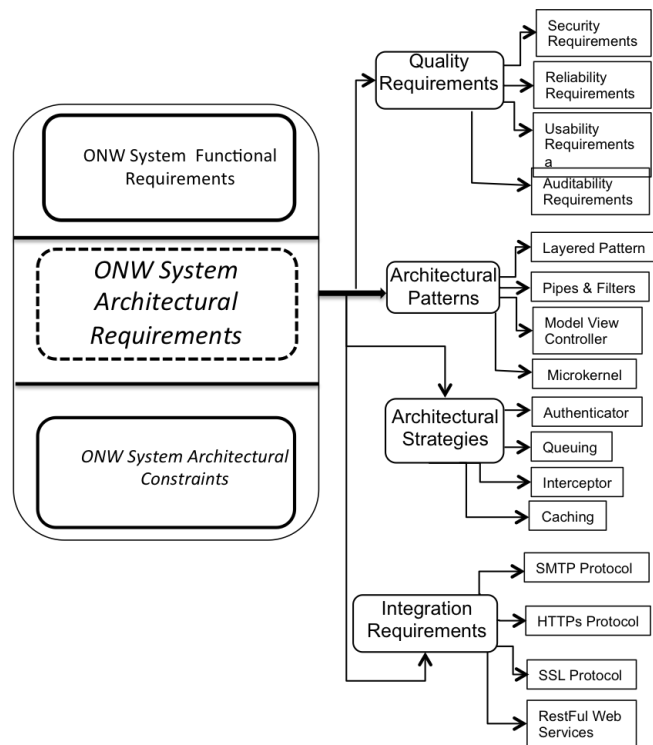 ONW System Functional
Requirements
ONW System
Architectural
Requirements
ONW System Architectural
Constraints
Quality
Requirements
Security
Requirements
Reliability
Requirements
Usability
Requirements
a
Auditability
Requirements
Architectural
Patterns
Layered Pattern
Pipes & Filters
Model View
Controller
Microkernel
Architectural
Strategies
Authenticator
Queuing
Interceptor
Caching
Integration
Requirements
SMTP Protocol
HTTPs Protocol
SSL Protocol
RestFul Web
Services